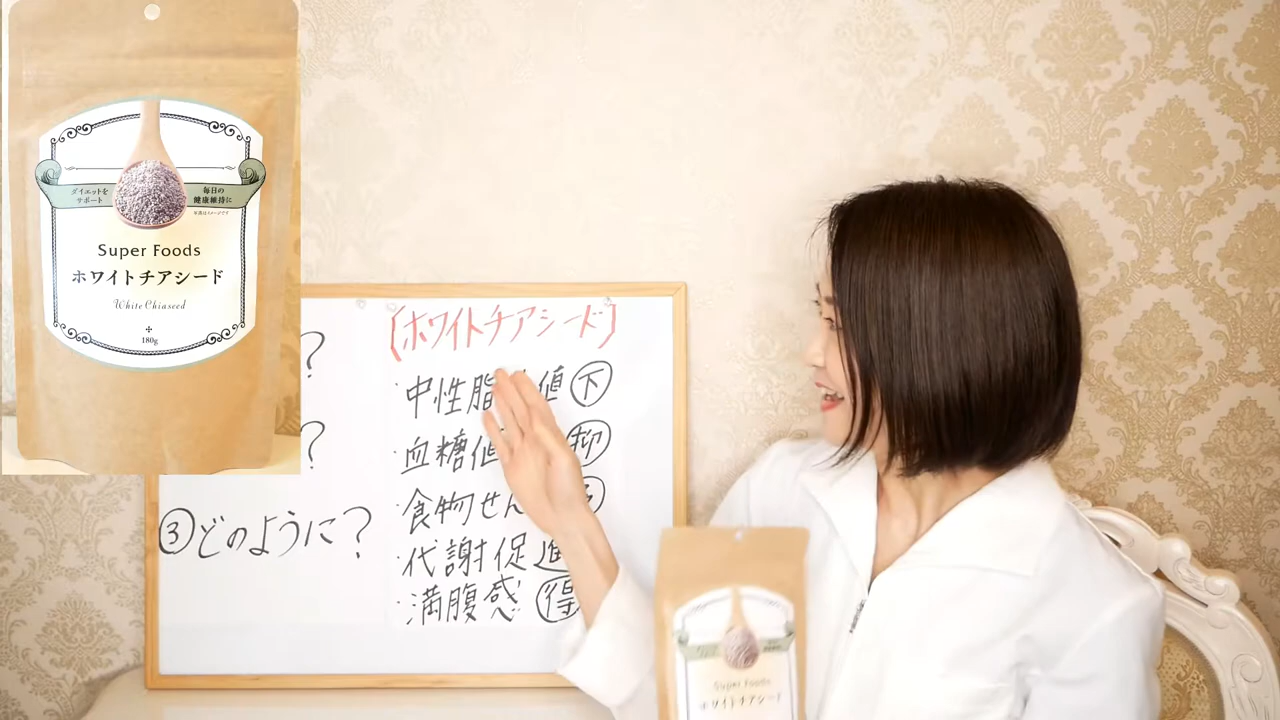 ダイエットを
サポート
毎日の
健康維持に
Super Foods
ホワイトチアシード
White Chiaseed
180g
?
?
③どのように?
[ホワイトチアシード]
・中性脂 値 下
・血糖値 抑
・食物せん
・代謝促進
・満腹感 得
Super Foods
ホワイトチアシード